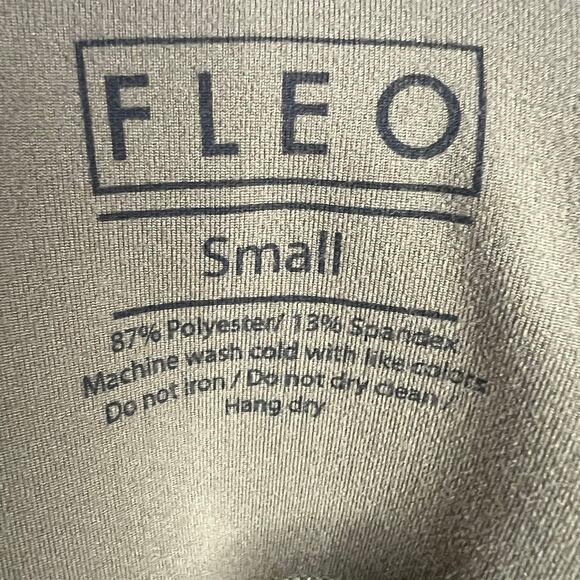 FLEO
Small
87% Polyester/ 13% Spandex
Machine wash cold with like colors
Do not iron / Do not dry clean /
Hang dry